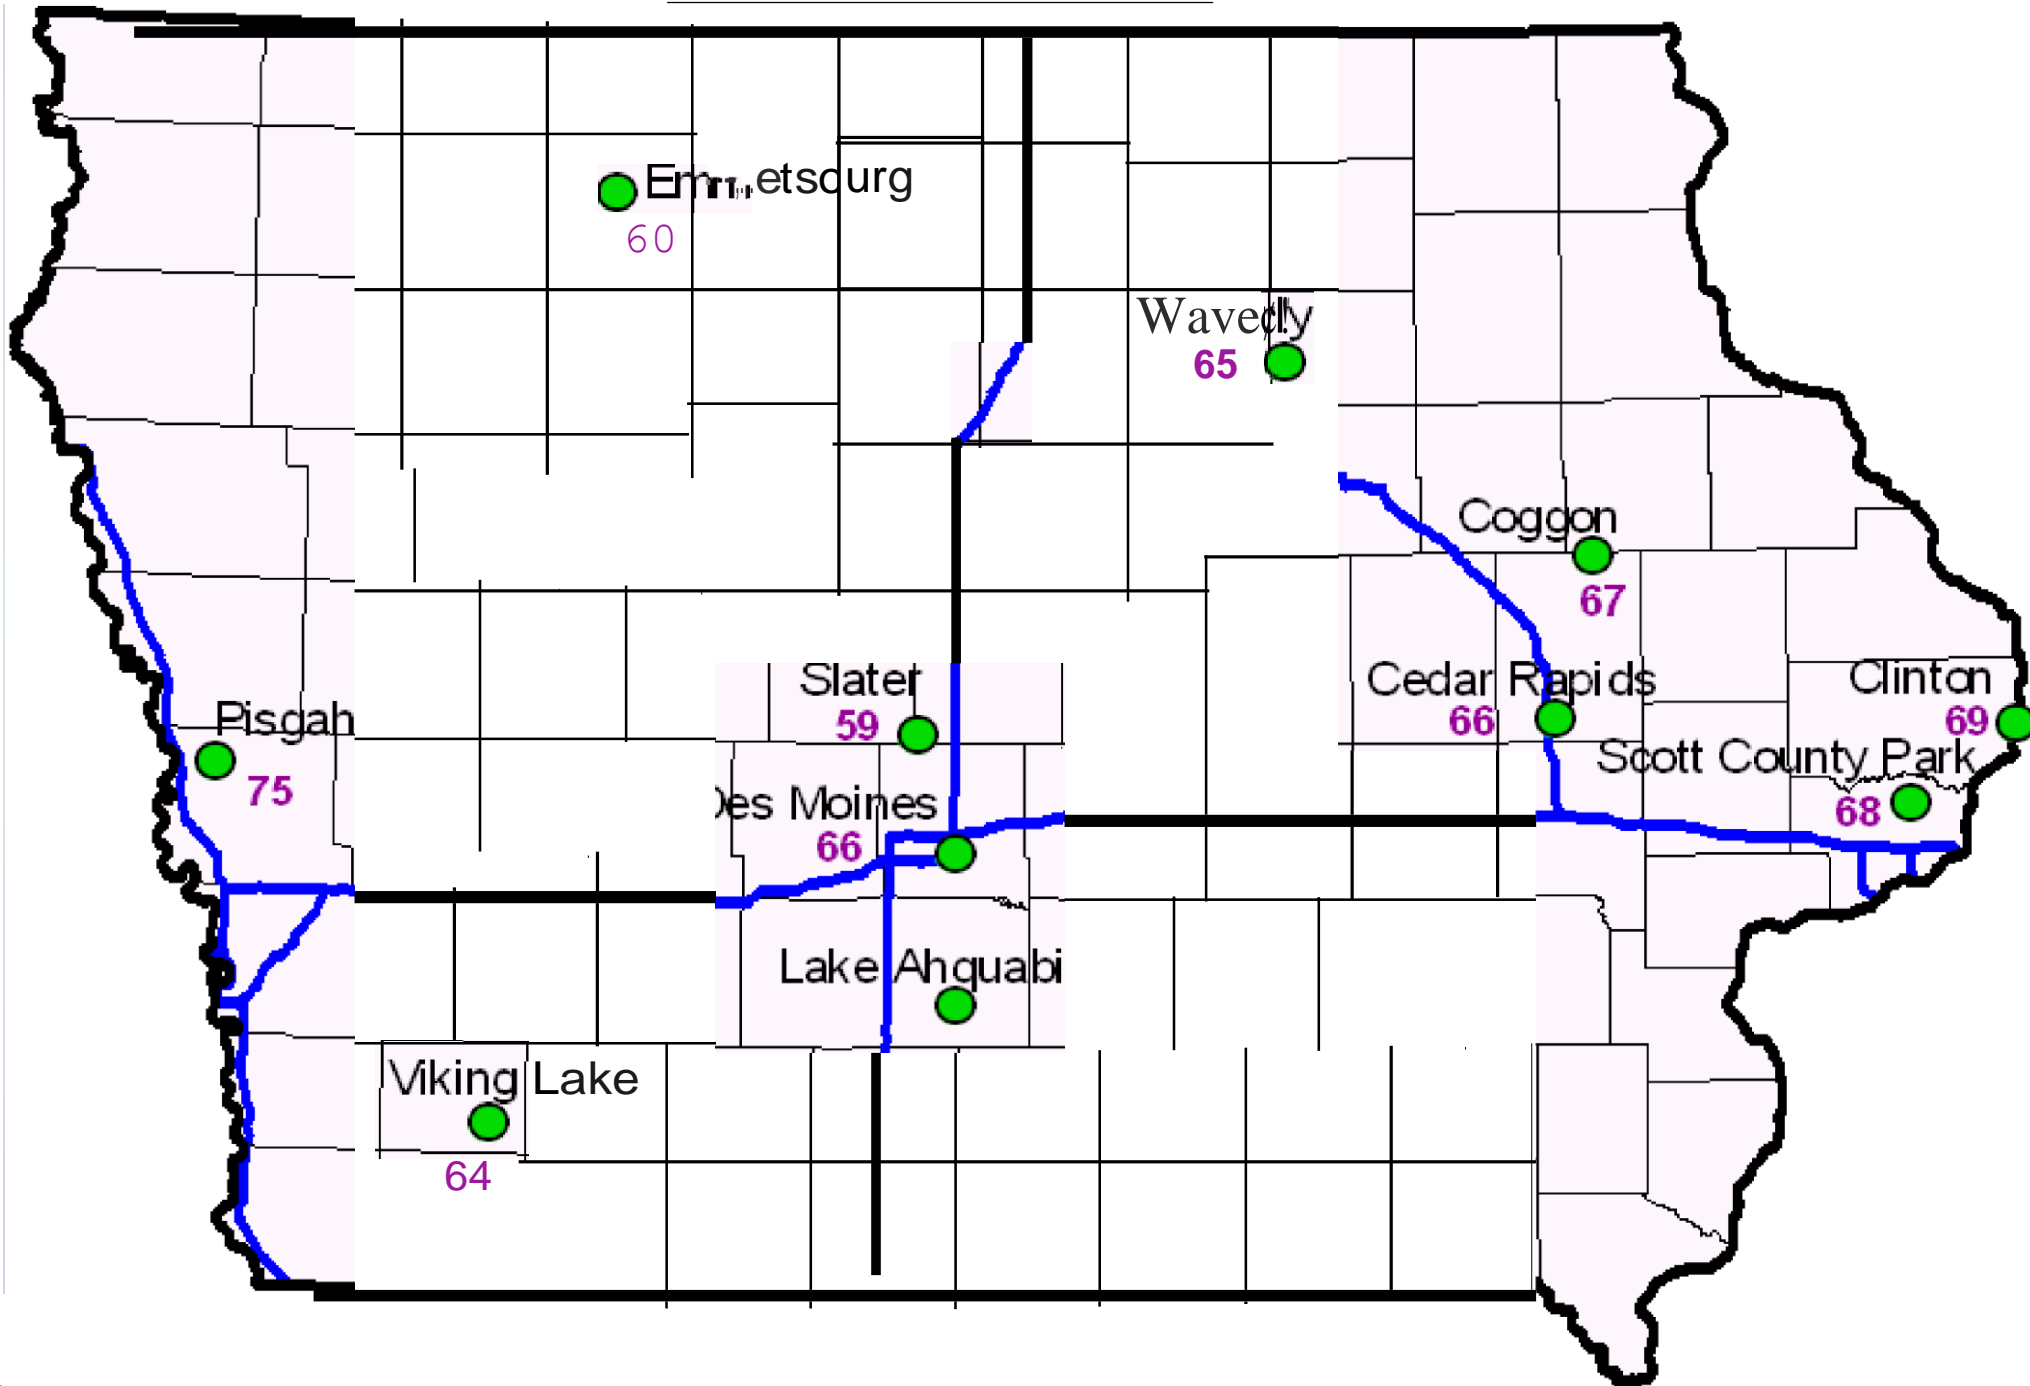 60
65
Coggon
67
Slater
59
Cedar Rapids
66
Clinton
69
Pisgah
75
Scott County Park
68
Des Moines
66
Lake Ahquabi
Viking Lake
64